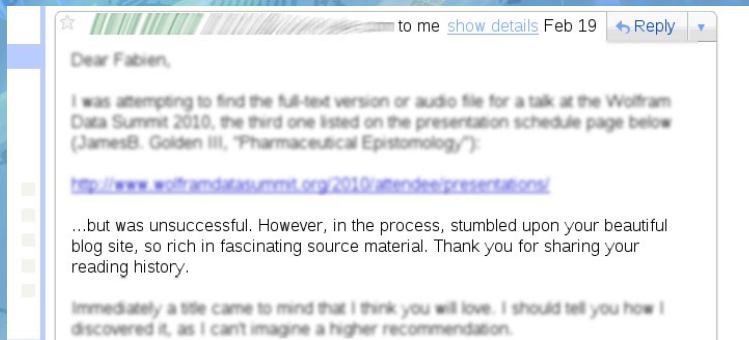 to me show details Feb 19 Reply
Dear Fabien,
I was attempting to find the full-text version or audio file for a talk at the Wolfram
Data Summit 2010, the third one listed on the presentation schedule page below
(JamesB. Golden III, "Pharmaceutical Epistomology"):
http://www.wolframdatasummit.org/2010/attendee/presentations/
...but was unsuccessful. However, in the process, stumbled upon your beautiful
blog site, so rich in fascinating source material. Thank you for sharing your
reading history.
Immediately a title came to mind that I think you will love. I should tell you how I
discovered it, as I can't imagine a higher recommendation.